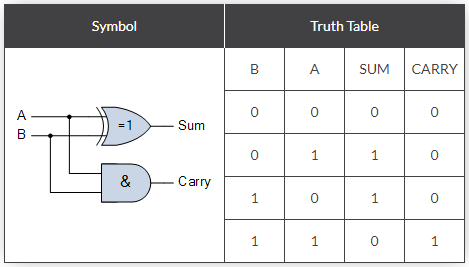 Symbol
Truth Table
B A SUM CARRY
A
B
=1
Sum
&
Carry
0 0 0 0
0 1 1 0
1 0 1 0
1 1 0 1